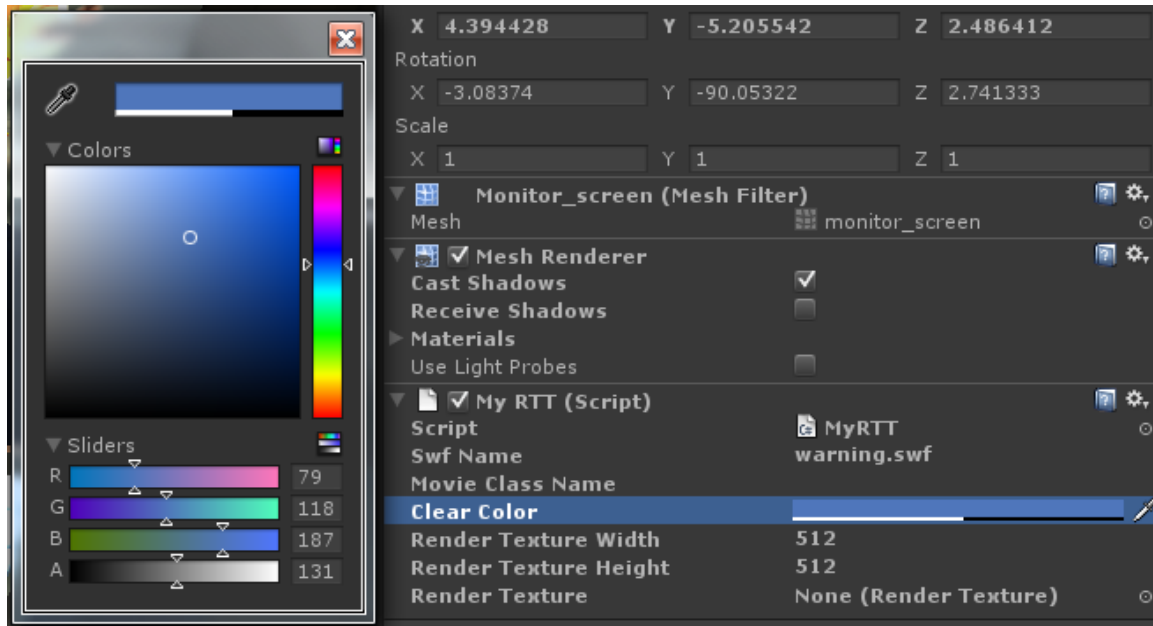 Colors
Sliders
R 79
G 118
B 187
A 131
X 4.394428 Y -5.205542 Z 2.486412
Rotation
X -3.08374 Y -90.05322 Z 2.741333
Scale
X 1 Y 1 Z 1
Monitor_screen (Mesh Filter)
Mesh monitor_screen
Mesh Renderer
Cast Shadows
Receive Shadows
Materials
Use Light Probes
My RTT (Script)
Script MyRTT
Swf Name warning.swf
Movie Class Name
Clear Color
Render Texture Width 512
Render Texture Height 512
Render Texture None (Render Texture)